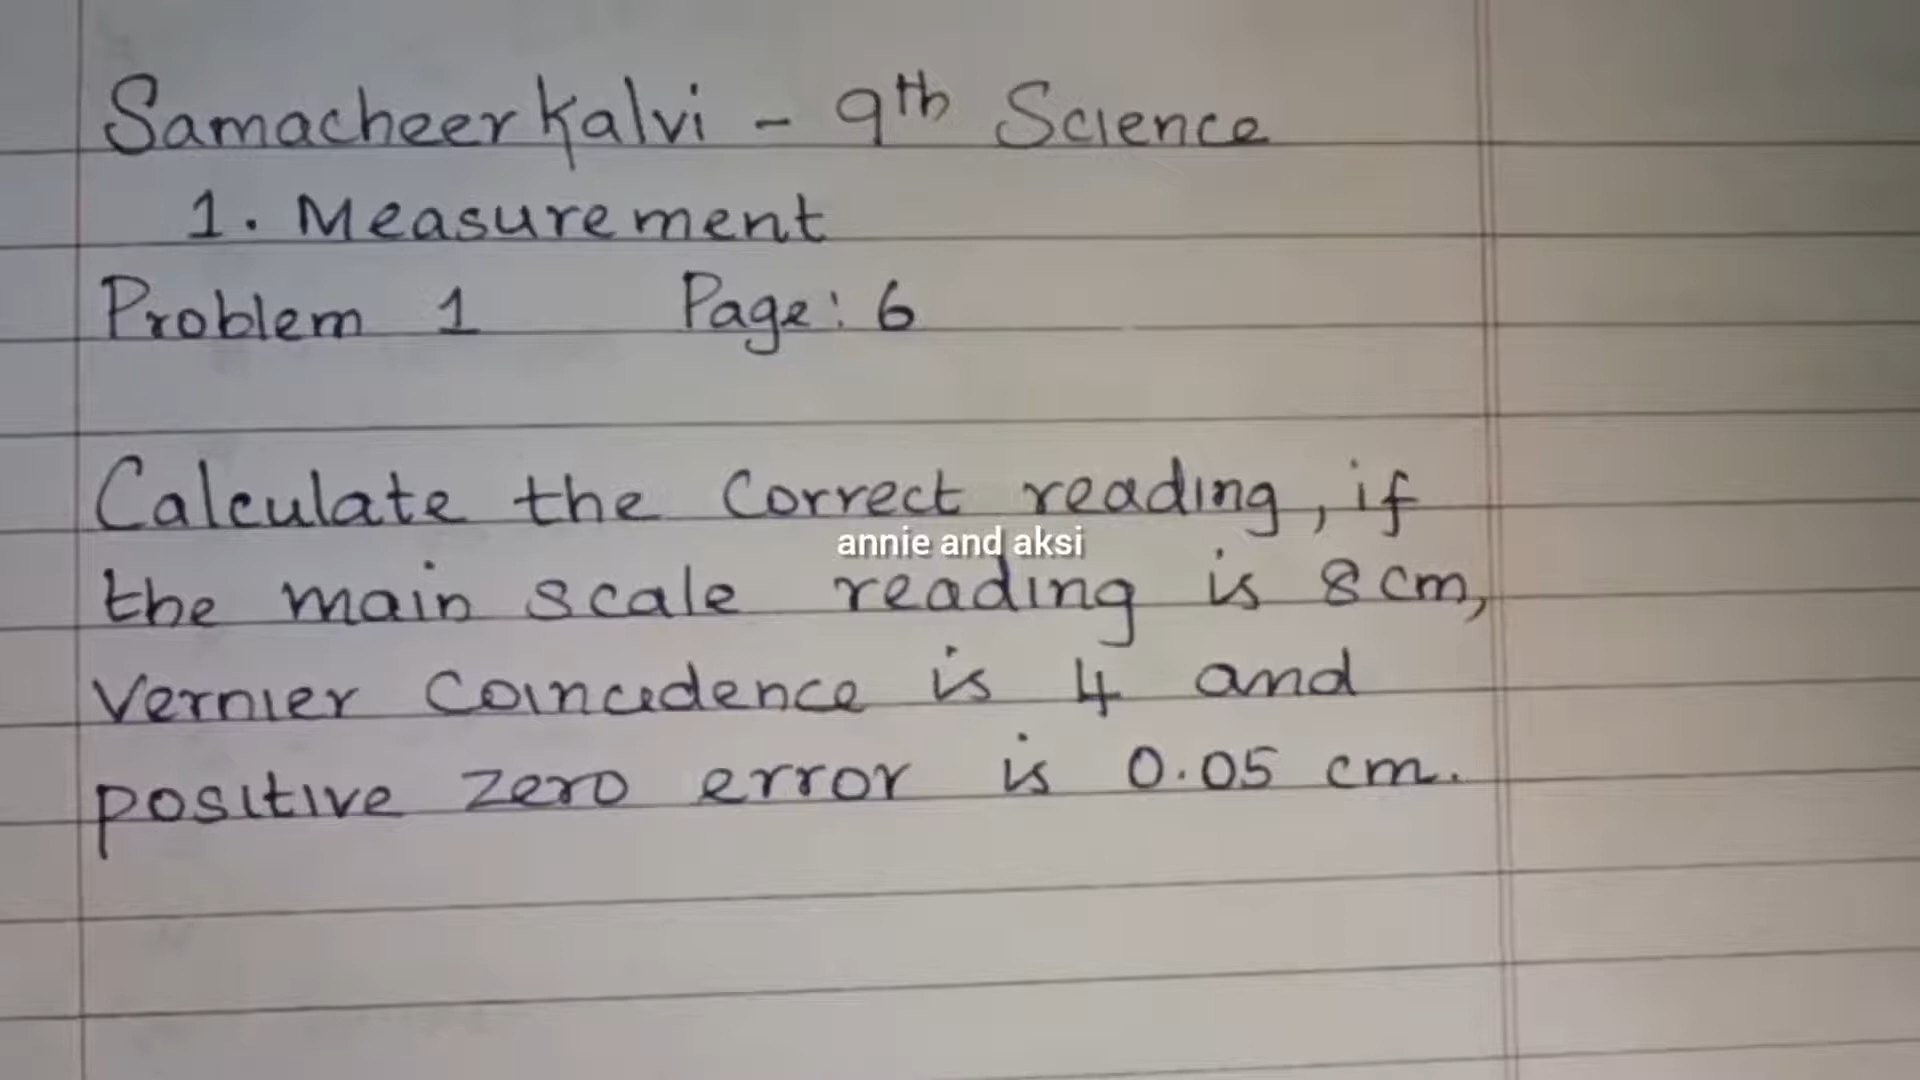 Samacheer Kalvi - 9th Science
1. Measurement
Problem 1 Page: 6
Calculate the Correct reading, if
annie and aksi
the main scale reading is 8 cm,
Vernier Coincidence is 4 and
positive zero error is 0.05 cm.